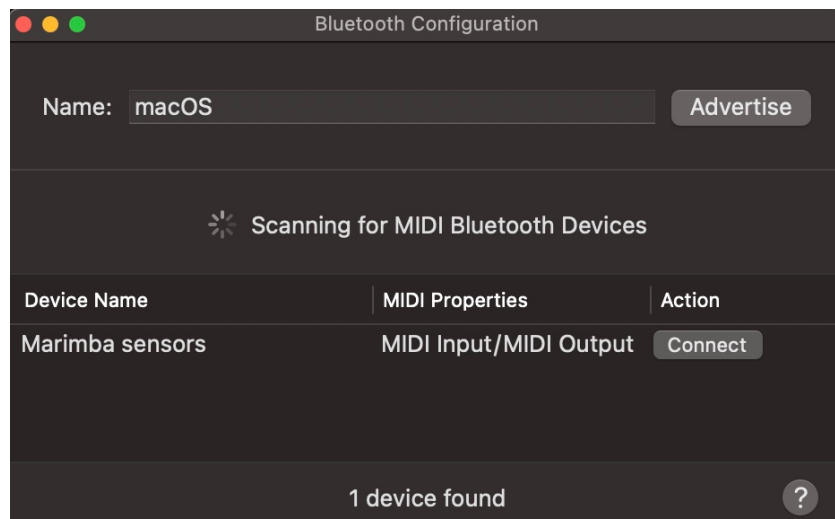 Bluetooth Configuration
Name: macOS Advertise
Scanning for MIDI Bluetooth Devices
Device Name MIDI Properties Action
Marimba sensors MIDI Input/MIDI Output Connect
1 device found ?